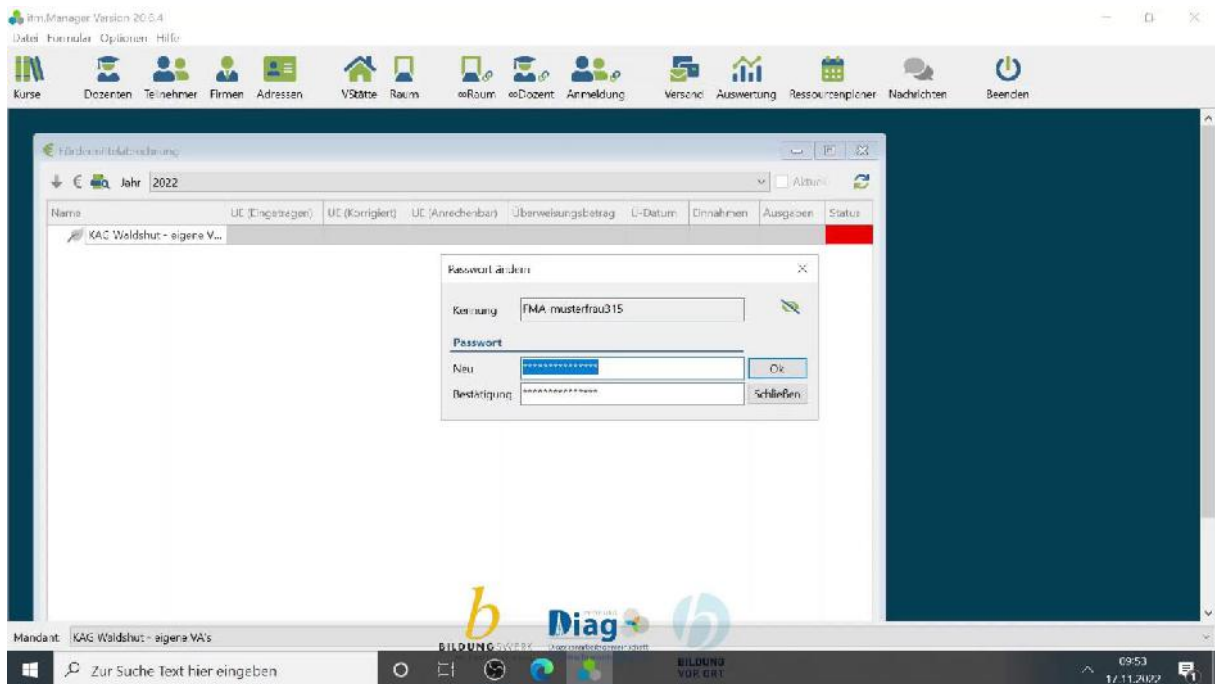 itm.Manager Version 20.6.4
Datei Formular Optionen Hilfe
Kurse Dozenten Teilnehmer Firmen Adressen VStätte Raum ∞Raum ∞Dozent Anmeldung Versand Auswertung Ressourcenplaner Nachrichten Beenden
Fördermittelabrechnung
Jahr 2022
Name UE (Eingetragen) UE (Korrigiert) UE (Anrechenbar) Überweisungsbetrag Ü-Datum Einnahmen Ausgaben Status
KAG Waldshut - eigene V...
Passwort ändern
Kennung FMA musterfrau315
Passwort
Neu ***************
Ok
Bestätigung ***************
Schließen
Diag
Mandant KAG Waldshut - eigene VA's
BILDUNGSWERK
BILDUNG
VOR ORT
Zur Suche Text hier eingeben
09:53
17.11.2022